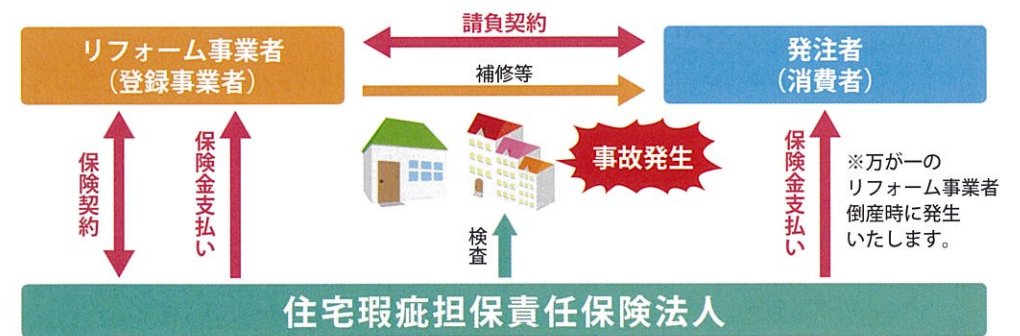 請負契約
リフォーム事業者
（登録事業者）
発注者
（消費者）
補修等
事故発生
保険契約
保険金支払い
検査
保険金支払い
※万が一の
リフォーム事業者
倒産時に発生
いたします。
住宅瑕疵担保責任保険法人